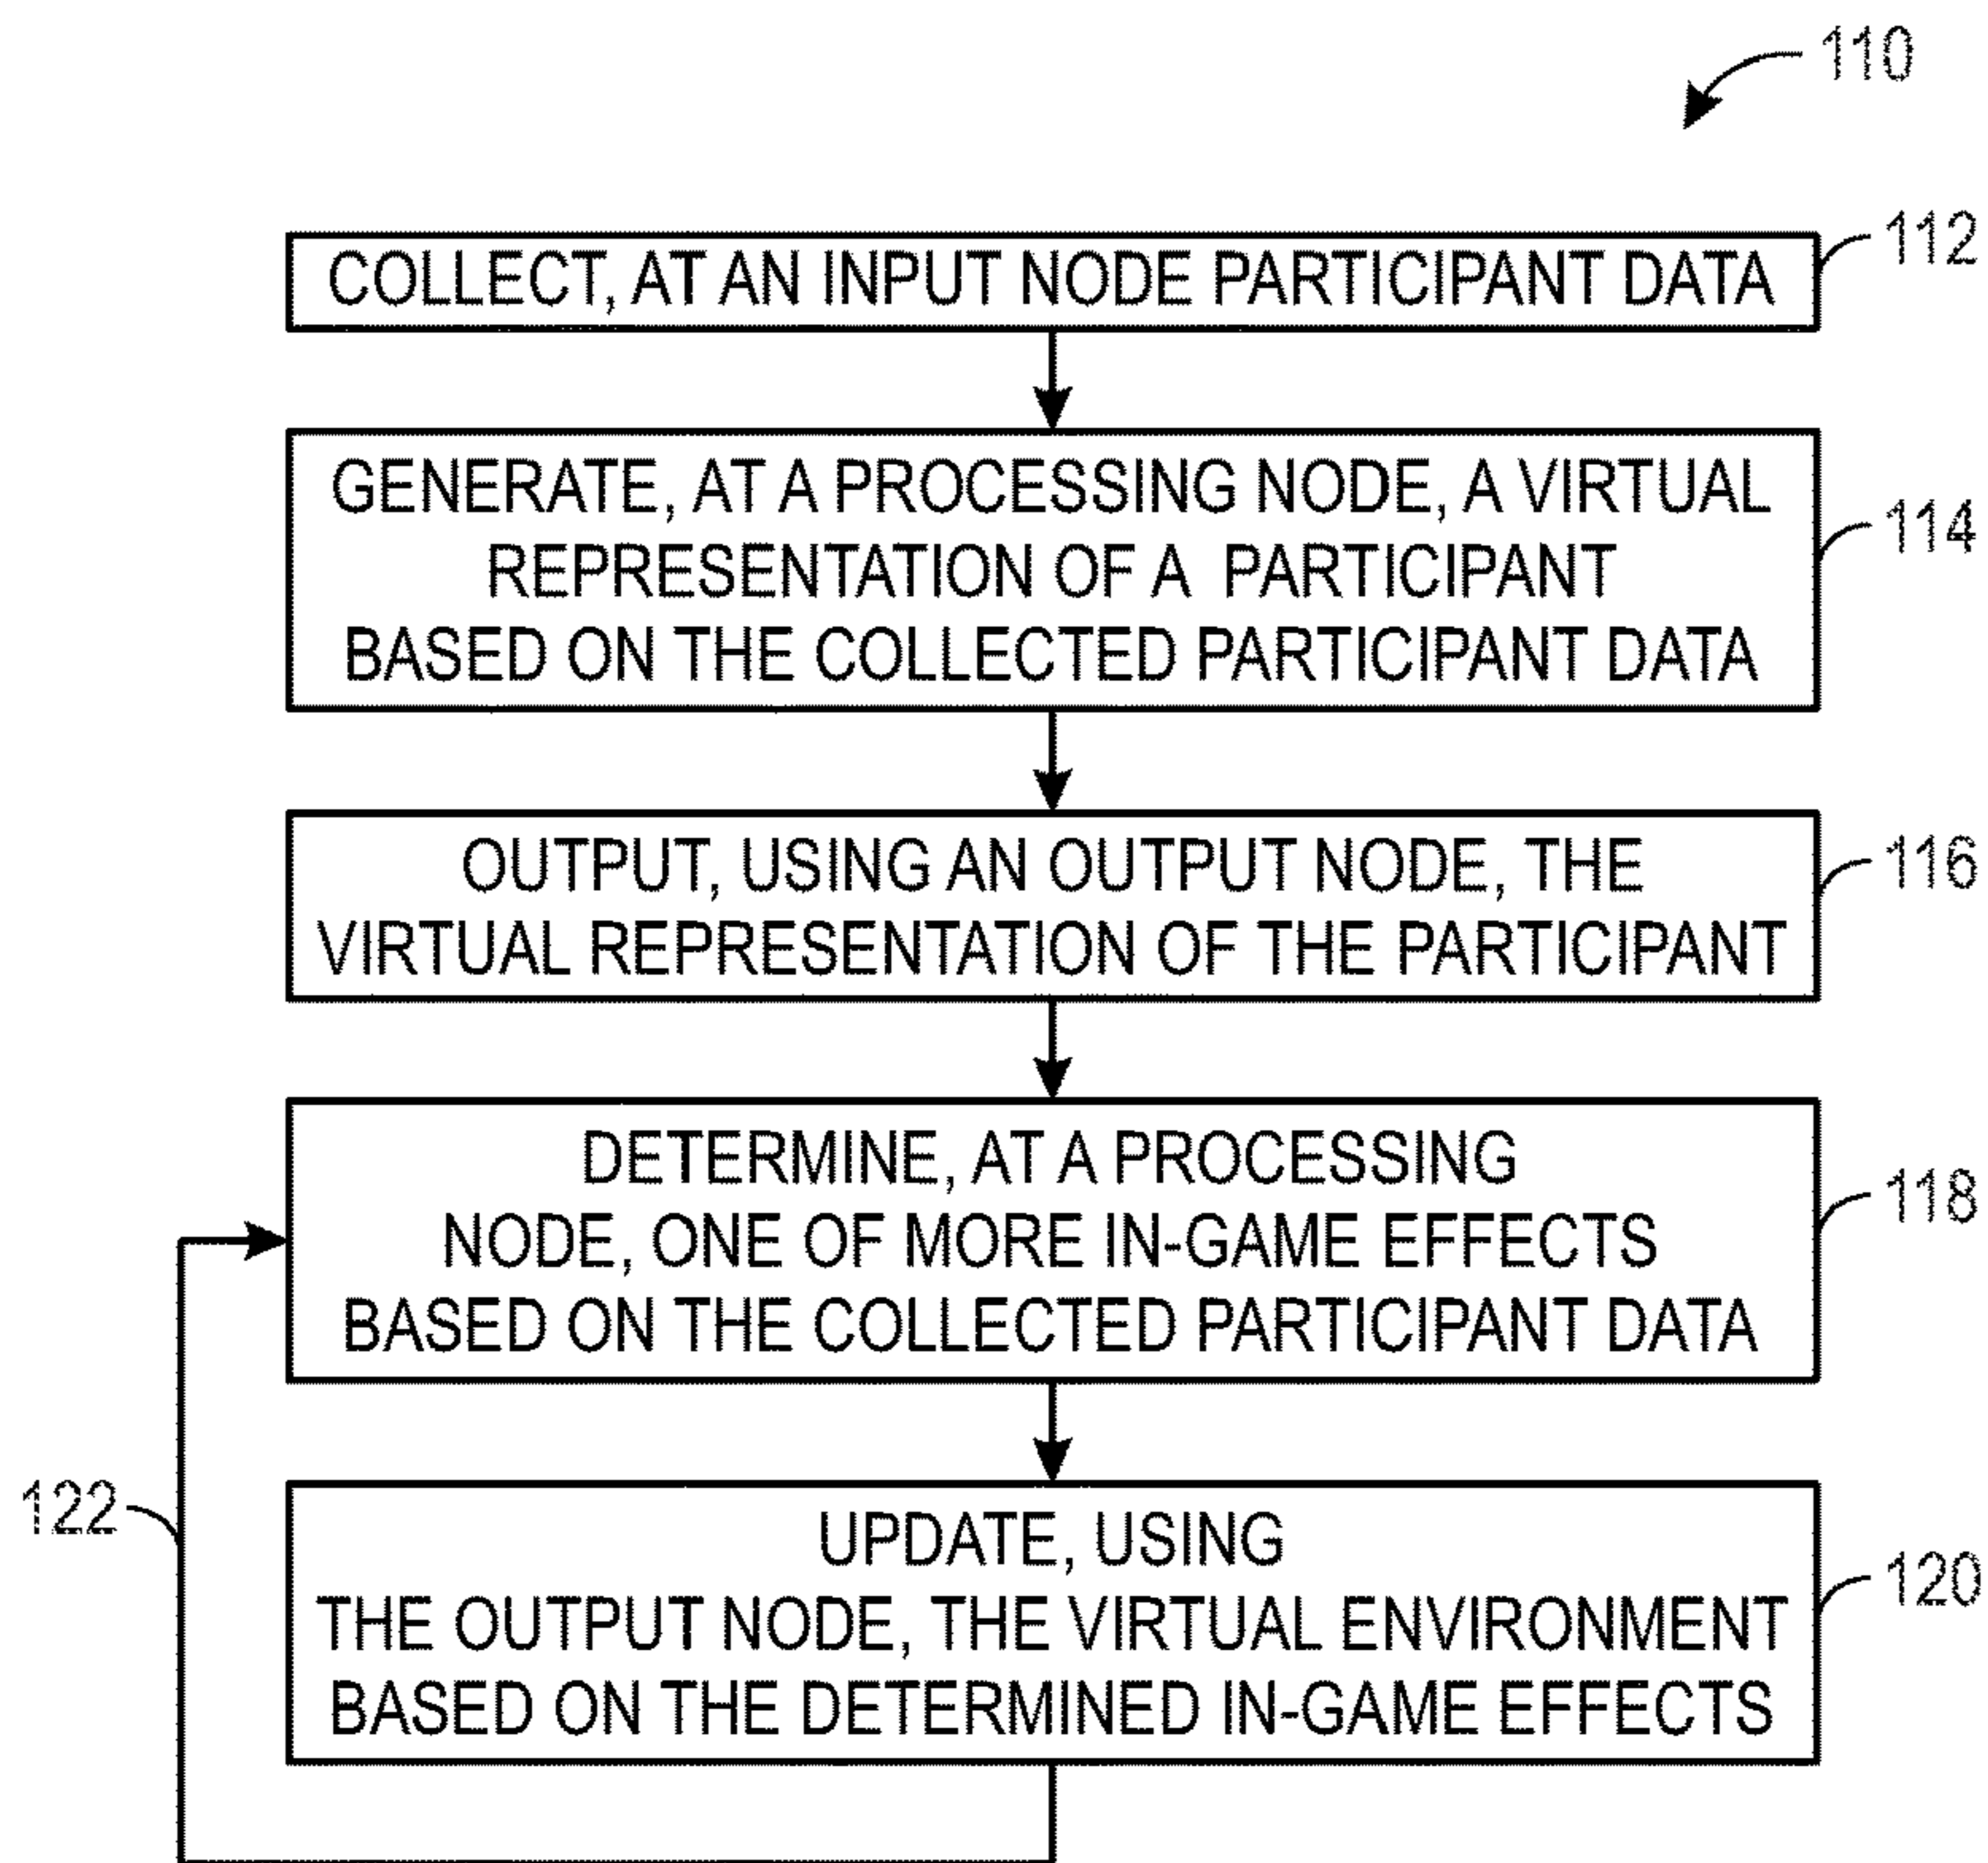 110
COLLECT, AT AN INPUT NODE PARTICIPANT DATA
112
GENERATE, AT A PROCESSING NODE, A VIRTUAL
REPRESENTATION OF A PARTICIPANT
BASED ON THE COLLECTED PARTICIPANT DATA
114
OUTPUT, USING AN OUTPUT NODE, THE
VIRTUAL REPRESENTATION OF THE PARTICIPANT
116
DETERMINE, AT A PROCESSING
NODE, ONE OF MORE IN-GAME EFFECTS
BASED ON THE COLLECTED PARTICIPANT DATA
118
122
UPDATE, USING
THE OUTPUT NODE, THE VIRTUAL ENVIRONMENT
BASED ON THE DETERMINED IN-GAME EFFECTS
120